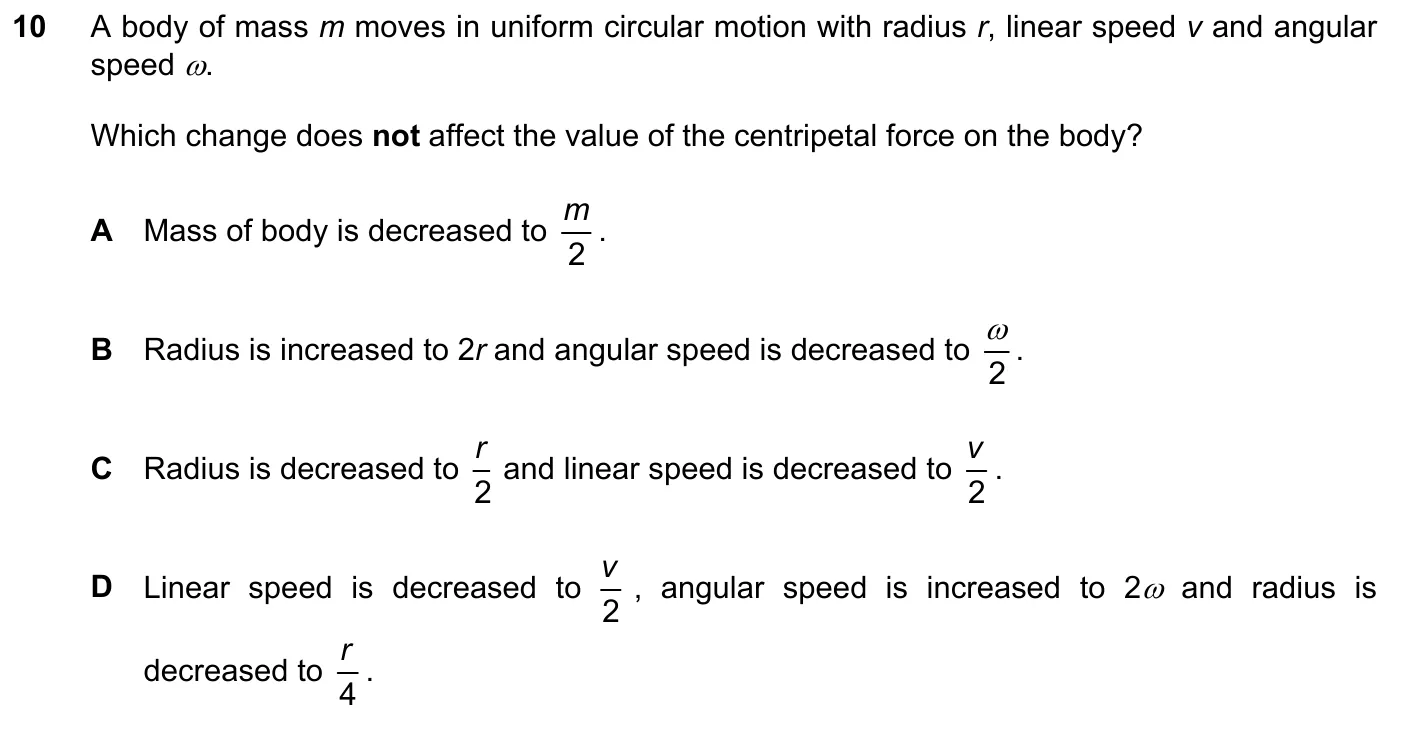 10 A body of mass m moves in uniform circular motion with radius r, linear speed v and angular
speed ω.
Which change does not affect the value of the centripetal force on the body?
A Mass of body is decreased to m/2.
B Radius is increased to 2r and angular speed is decreased to ω/2.
C Radius is decreased to r/2 and linear speed is decreased to v/2.
D Linear speed is decreased to v/2, angular speed is increased to 2ω and radius is
decreased to r/4.